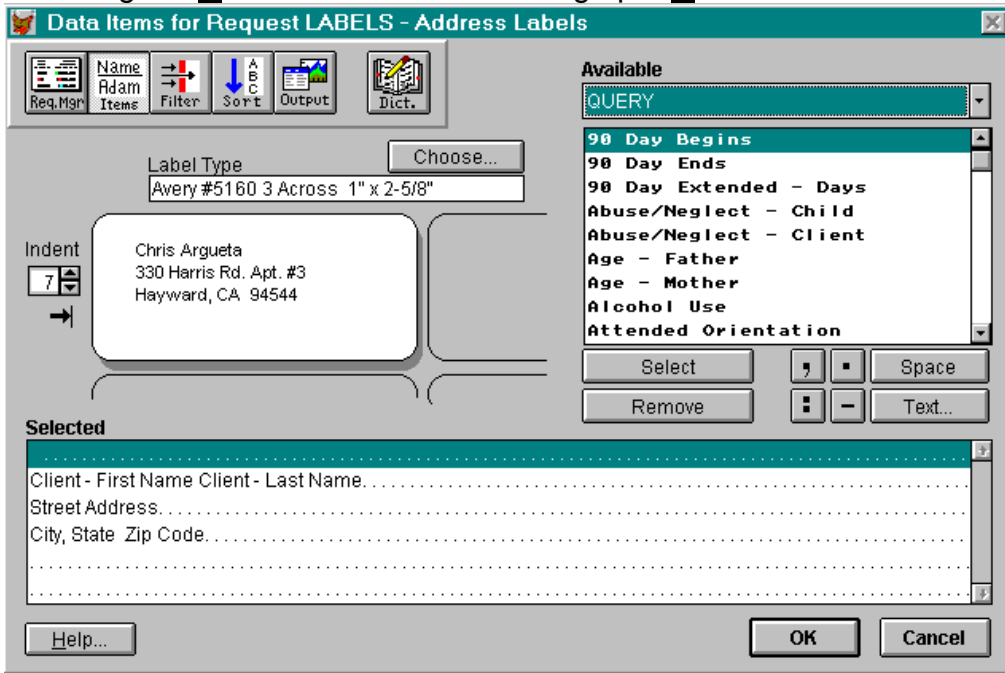 Data Items for Request LABELS - Address Labels
Req.Mgr
Name
Adam
Items
Filter
A
B
C
Sort
Output
Dict.
Available
QUERY
90 Day Begins
90 Day Ends
90 Day Extended - Days
Abuse/Neglect - Child
Abuse/Neglect - Client
Age - Father
Age - Mother
Alcohol Use
Attended Orientation
Label Type
Choose...
Avery #5160 3 Across 1" x 2-5/8"
Indent
7
Chris Argueta
330 Harris Rd. Apt. #3
Hayward, CA 94544
Select
,
.
Space
Remove
:
-
Text...
Selected
Client - First Name Client - Last Name
Street Address
City, State Zip Code
Help...
OK
Cancel